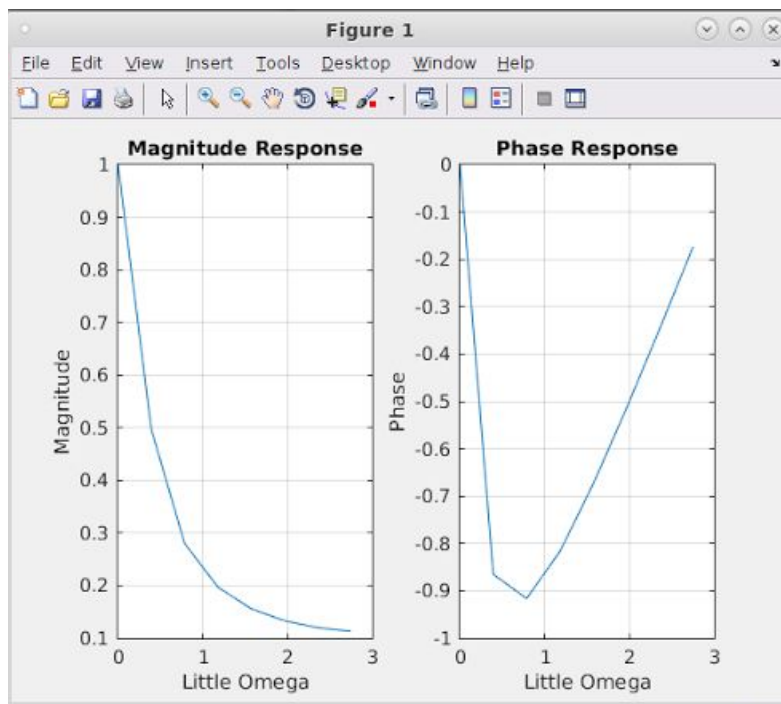 Figure 1
File Edit View Insert Tools Desktop Window Help
Magnitude Response
1
0.9
0.8
0.7
0.6
0.5
0.4
0.3
0.2
0.1
Magnitude
0 1 2 3
Little Omega
Phase Response
0
-0.1
-0.2
-0.3
-0.4
-0.5
-0.6
-0.7
-0.8
-0.9
-1
Phase
0 1 2 3
Little Omega